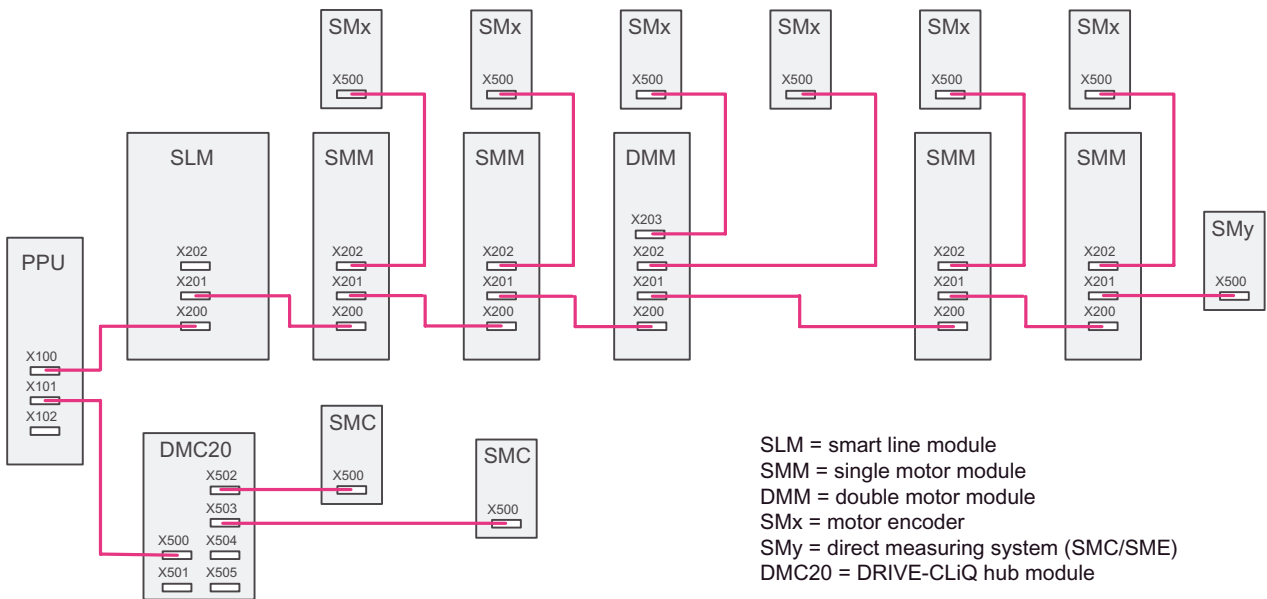 SMx SMx SMx SMx SMx SMx
X500 X500 X500 X500 X500 X500
SLM SMM SMM DMM SMM SMM
X203
SMy
PPU
X202 X202 X202 X202 X202 X202
X201 X201 X201 X201 X201 X201
X500
X200 X200 X200 X200 X200 X200
X100
X101
X102
DMC20
SMC
SMC
X502
X500
X503
X500
X500 X504
X501 X505
SLM = smart line module
SMM = single motor module
DMM = double motor module
SMx = motor encoder
SMy = direct measuring system (SMC/SME)
DMC20 = DRIVE-CLiQ hub module